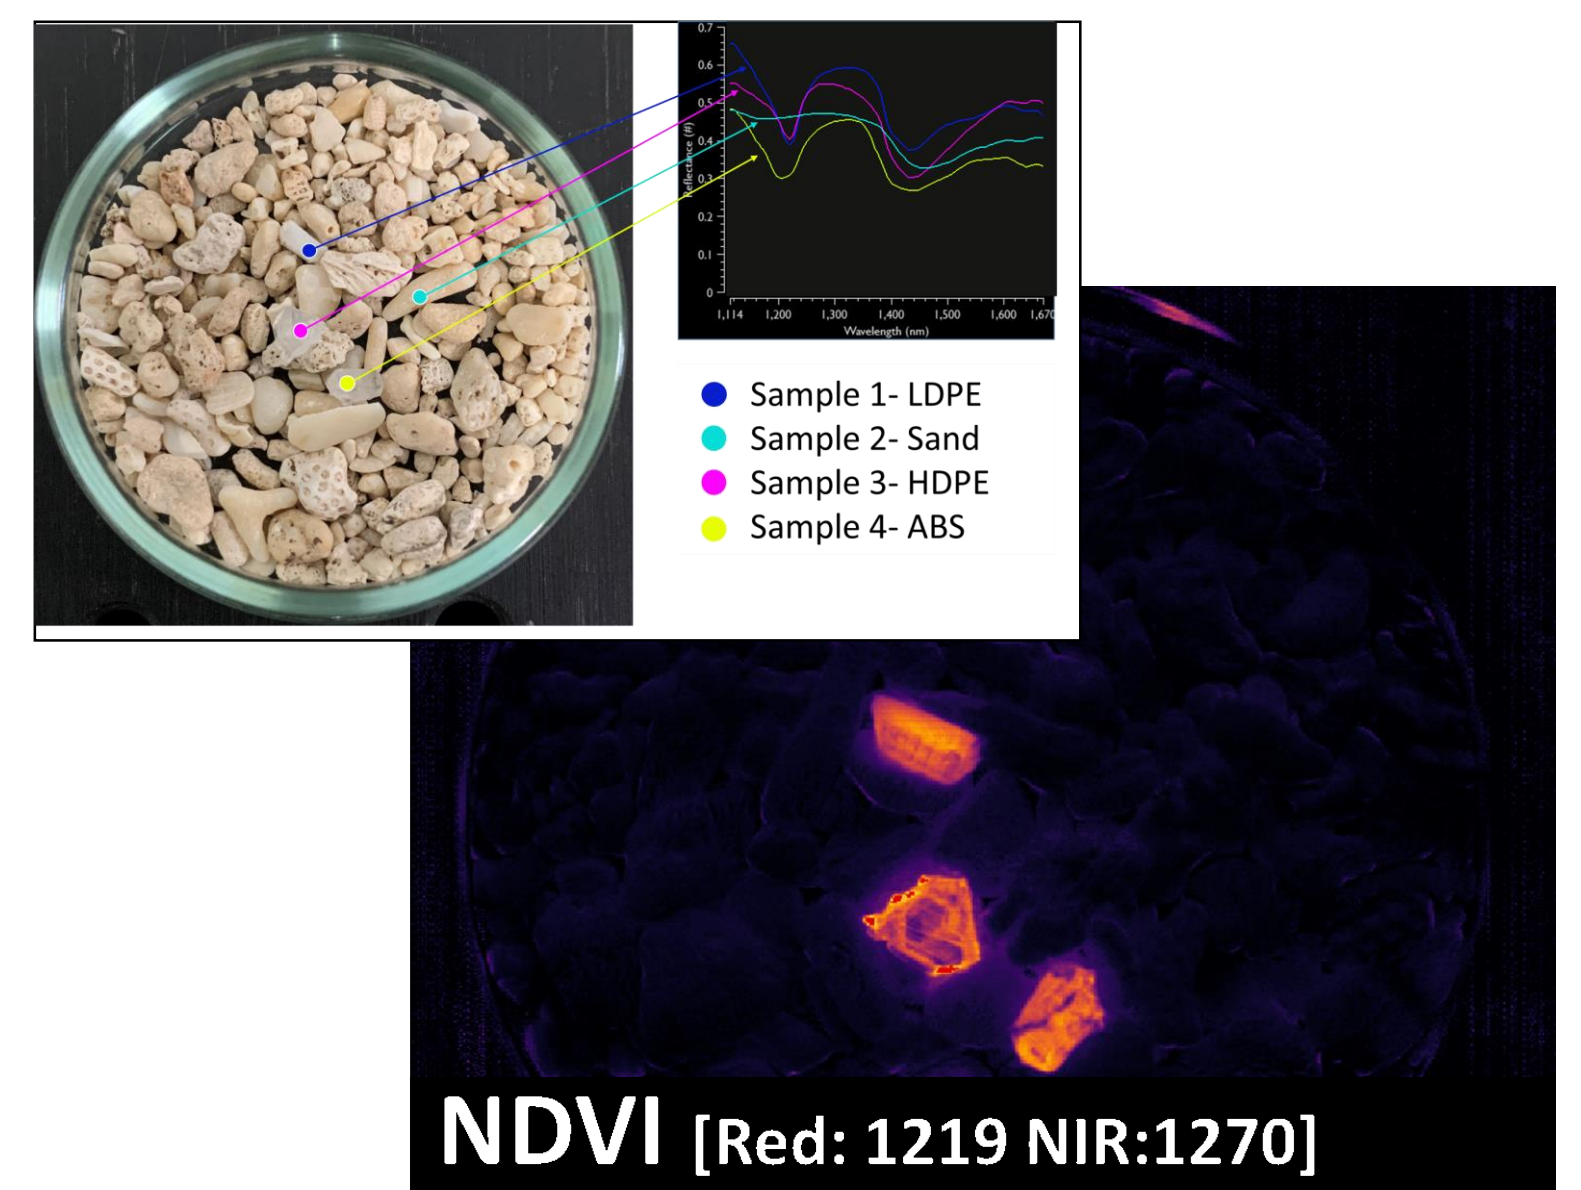 0.7
0.6
0.5
0.4
0.3
0.2
0.1
0
Reflectance (#)
1,114 1,200 1,300 1,400 1,500 1,600 1,670
Wavelength (nm)
Sample 1- LDPE
Sample 2- Sand
Sample 3- HDPE
Sample 4- ABS
NDVI [Red: 1219 NIR:1270]